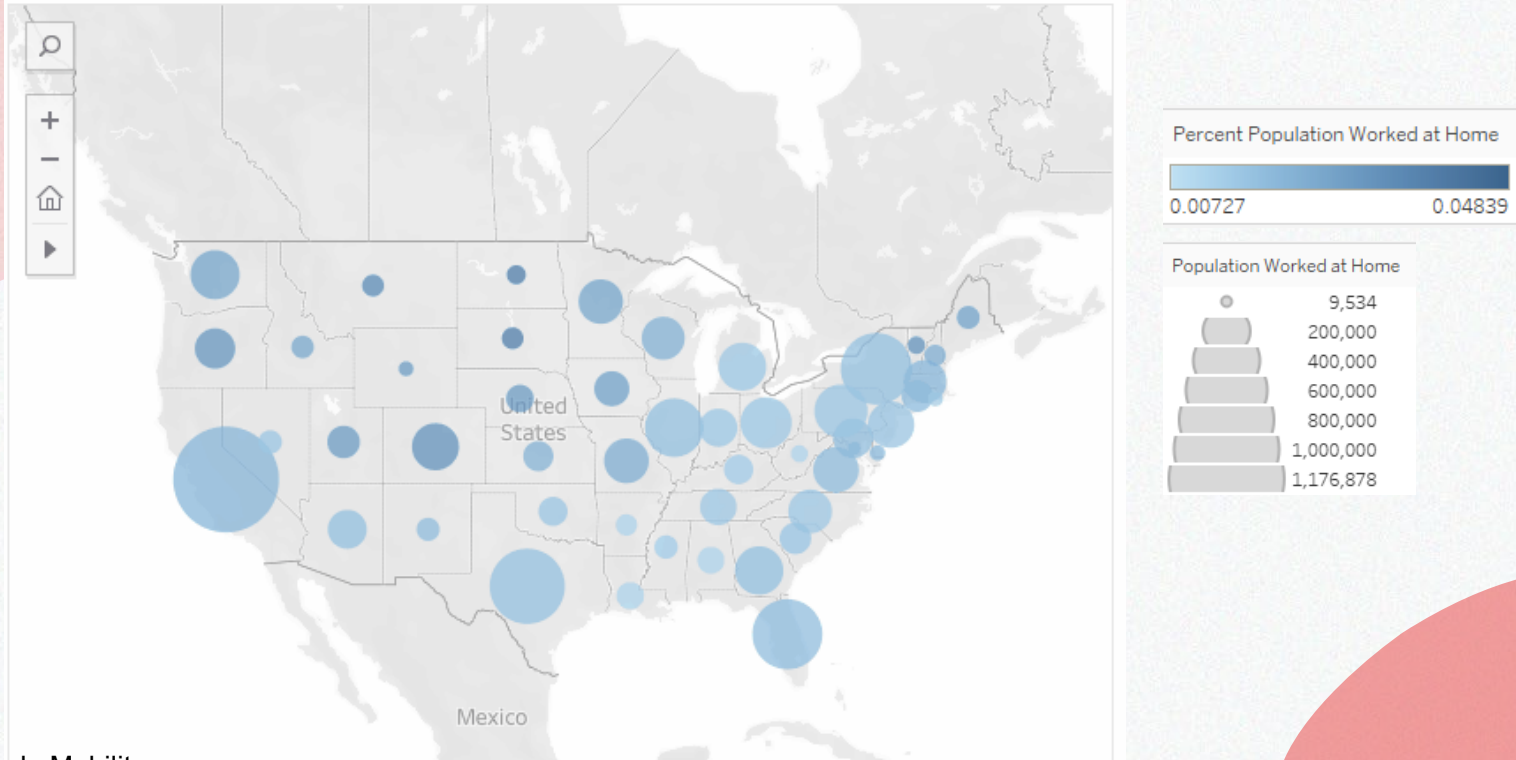 +
−
United
States
Mexico
Percent Population Worked at Home
0.00727 0.04839
Population Worked at Home
9,534
200,000
400,000
600,000
800,000
1,000,000
1,176,878